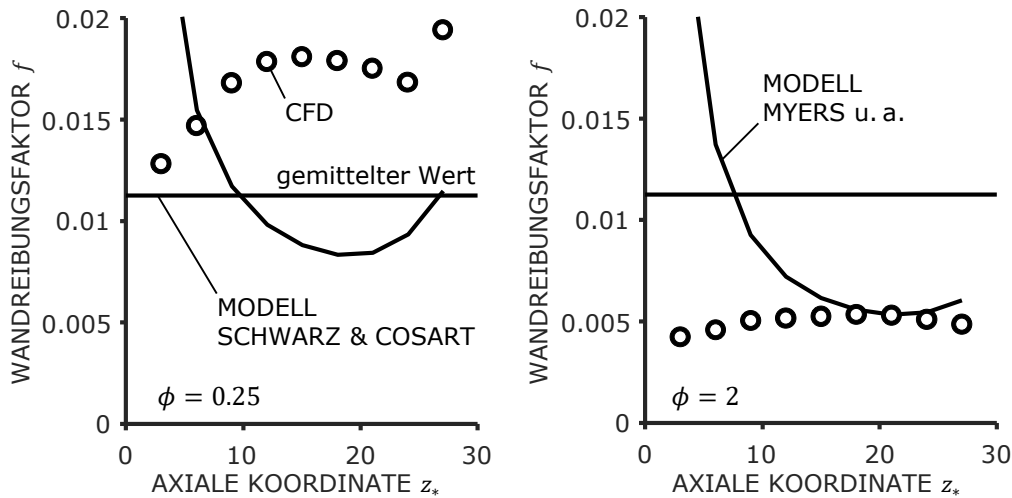 WANDREIBUNGSFAKTOR f
0.02
0.015
0.01
0.005
0
CFD
gemittelter Wert
MODELL
SCHWARZ & COSART
ϕ = 0.25
0
10
20
30
AXIALE KOORDINATE z*
WANDREIBUNGSFAKTOR f
0.02
0.015
0.01
0.005
0
MODELL
MYERS u. a.
ϕ = 2
0
10
20
30
AXIALE KOORDINATE z*